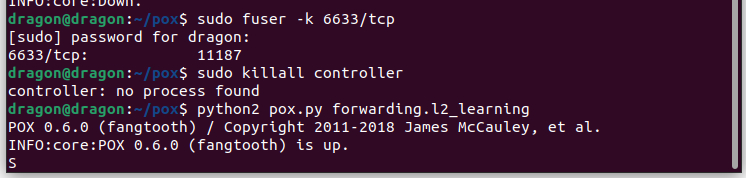 INFO:core:Down.
dragon@dragon:~/pox$ sudo fuser -k 6633/tcp
[sudo] password for dragon:
6633/tcp:            11187
dragon@dragon:~/pox$ sudo killall controller
controller: no process found
dragon@dragon:~/pox$ python2 pox.py forwarding.l2_learning
POX 0.6.0 (fangtooth) / Copyright 2011-2018 James McCauley, et al.
INFO:core:POX 0.6.0 (fangtooth) is up.
S